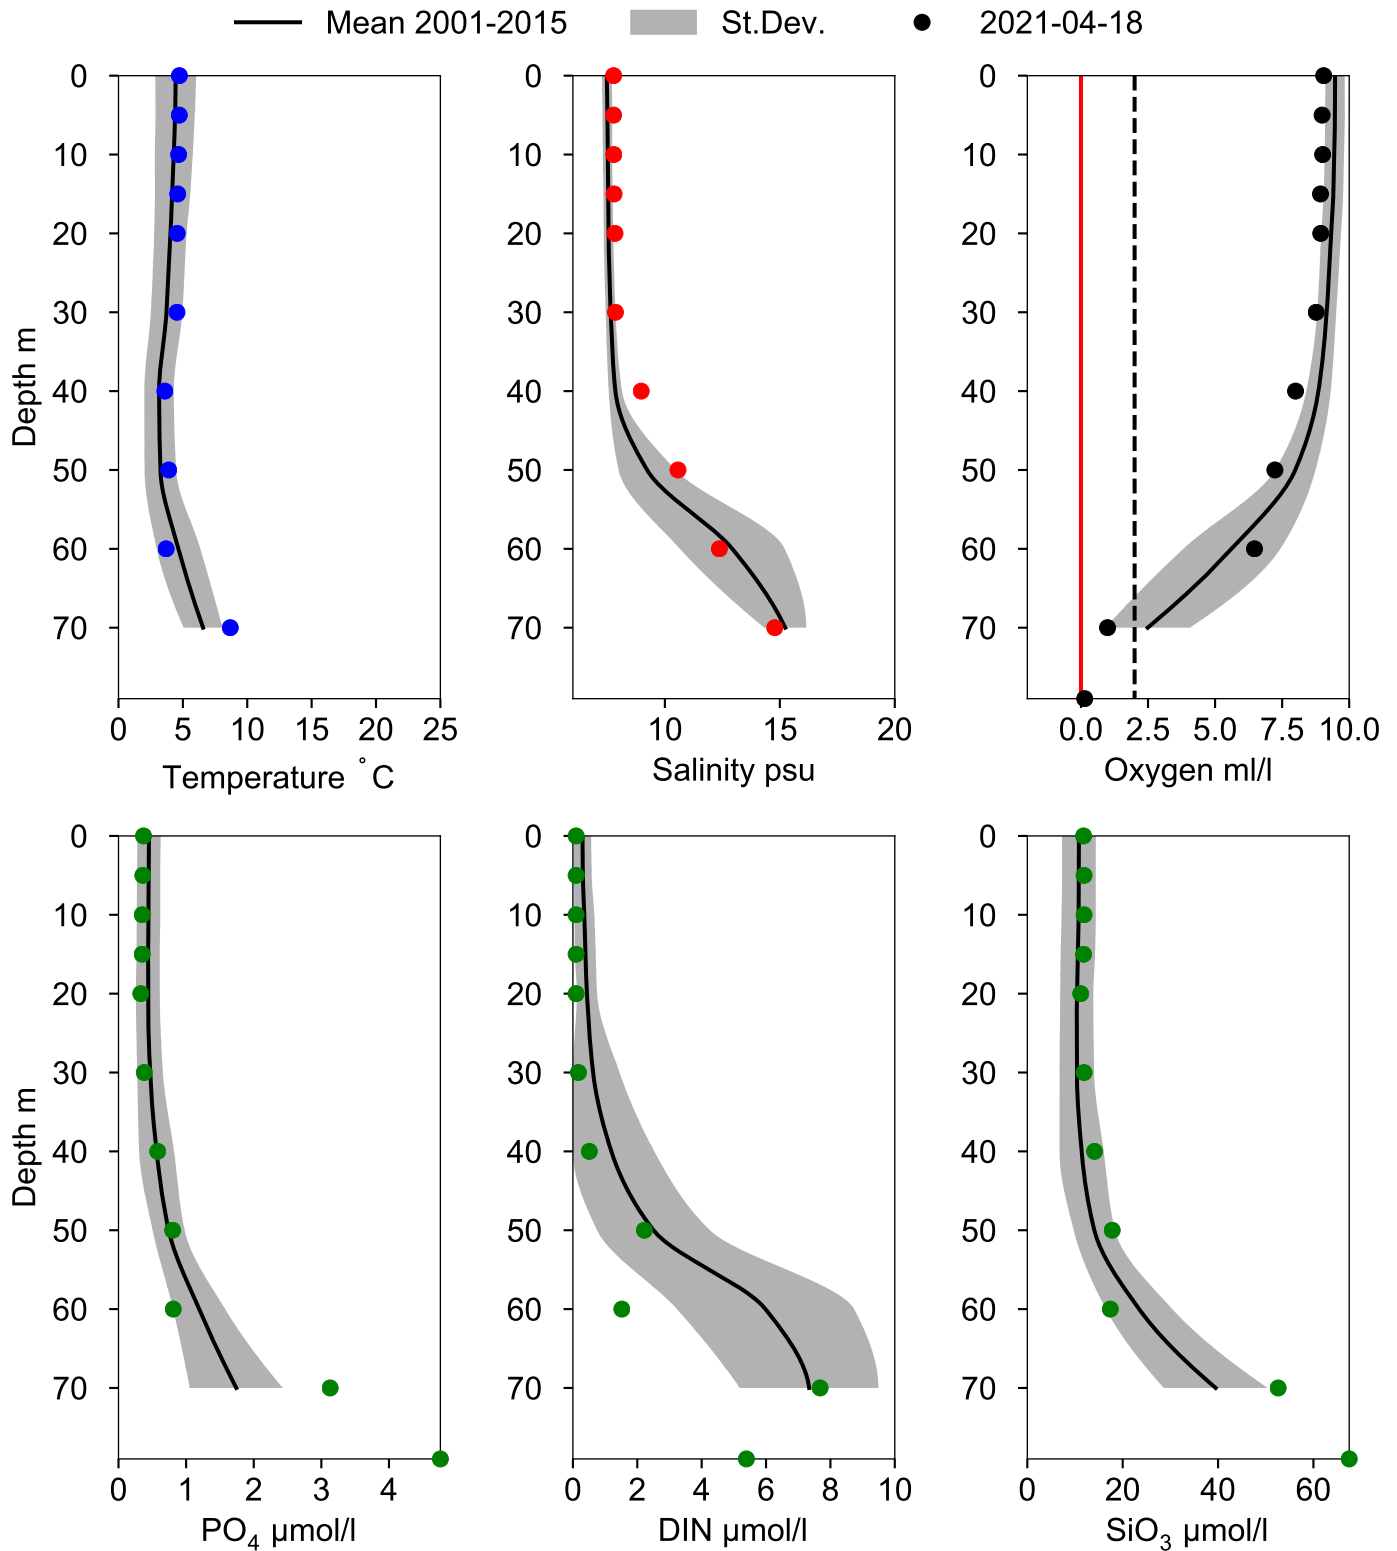 Mean 2001-2015 St.Dev. 2021-04-18
0 0 0
10 10 10
20 20 20
30 30 30
40 40 40
50 50 50
60 60 60
70 70 70
Depth m
0 5 10 15 20 25 10 15 20 0.0 2.5 5.0 7.5 10.0
Temperature °C Salinity psu Oxygen ml/l
0 0 0
10 10 10
20 20 20
30 30 30
40 40 40
50 50 50
60 60 60
70 70 70
Depth m
0 1 2 3 4 0 2 4 6 8 10 0 20 40 60
PO₄ µmol/l DIN µmol/l SiO₃ µmol/l